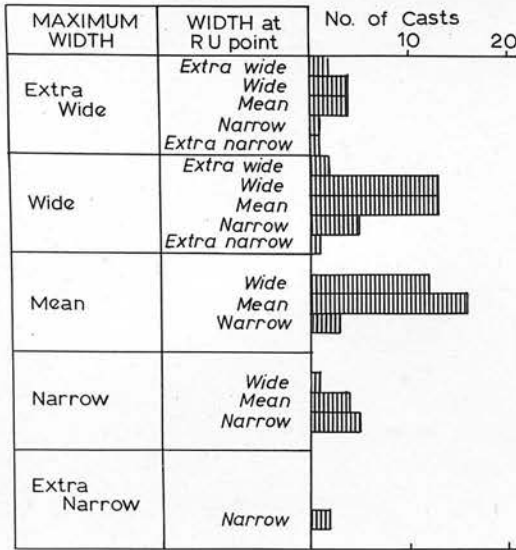 MAXIMUM WIDTH at No. of Casts
WIDTH RU point 10 20
Extra wide
Extra Wide
Wide Mean
Narrow
Extra narrow
Extra wide
Wide
Wide Mean
Narrow
Extra narrow
Wide
Mean Mean
Warrow
Wide
Narrow Mean
Narrow
Extra
Narrow
Narrow